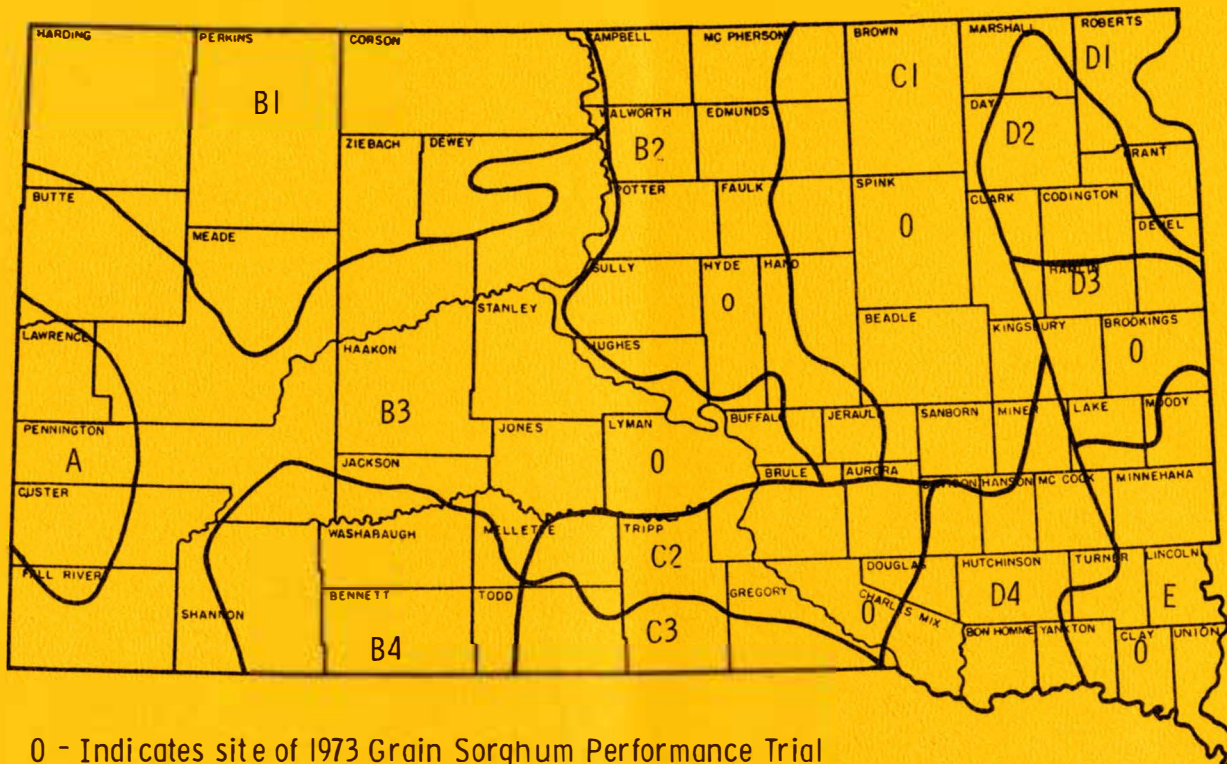 HARDING
PERKINS
CORSON
CAMPBELL
MC PHERSON
BROWN
MARSHALL
ROBERTS
D1
C1
B1
DAY
WALWORTH
EDMUNDS
D2
ZIEBACH
DEWEY
B2
GRANT
BUTTE
POTTER
FAULK
SPINK
CLARK
CODINGTON
0
DEUEL
MEADE
SULLY
HYDE
HAND
HAMLIN
D3
0
STANLEY
BEADLE
KINGSBURY
BROOKINGS
LAWRENCE
HAAKON
HUGHES
0
B3
PENNINGTON
JONES
LYMAN
BUFFALO
JERAULD
SANBORN
MINER
LAKE
MOODY
A
JACKSON
0
BRULE
AURORA
DAVISON
HANSON
MC COOK
MINNEHAHA
CUSTER
WASHABAUGH
MELLETTE
TRIPP
C2
DOUGLAS
HUTCHINSON
TURNER
LINCOLN
FALL RIVER
SHANNON
BENNETT
TODD
GREGORY
CHARLES MIX
0
D4
E
B4
C3
BON HOMME
YANKTON
CLAY
UNION
0
0 - Indicates site of 1973 Grain Sorghum Performance Trial